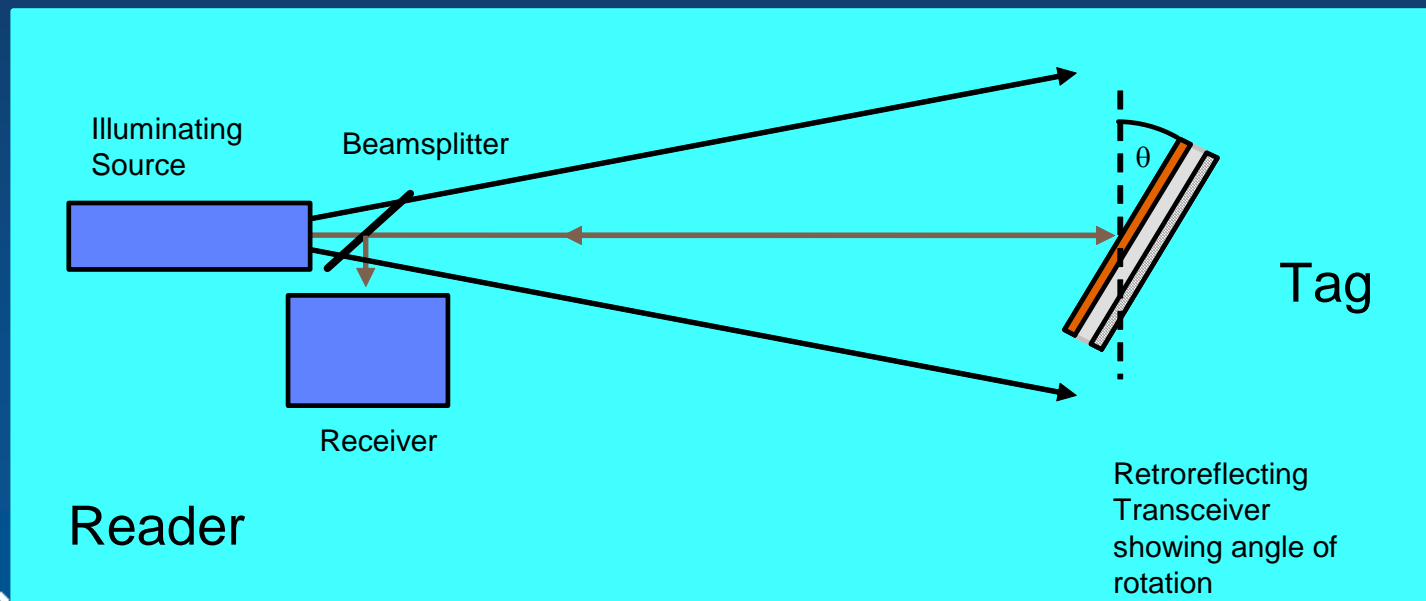 Illuminating
Source
Beamsplitter
θ
Tag
Receiver
Reader
Retroreflecting
Transceiver
showing angle of
rotation